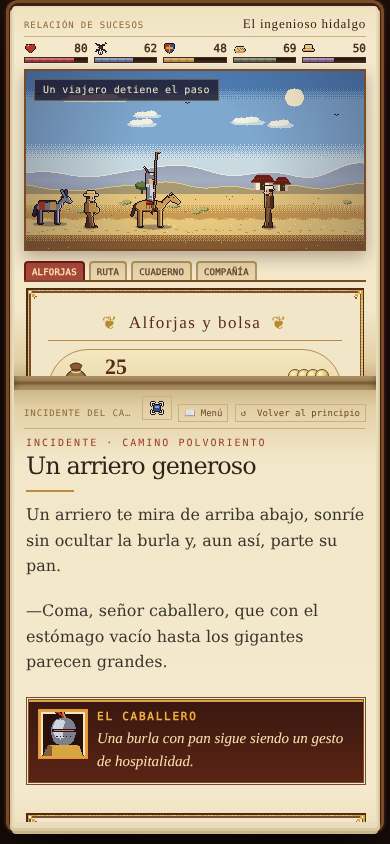 RELACIÓN DE SUCESOS
El ingenioso hidalgo
80 62 48 69 50
Un viajero detiene el paso
ALFORJAS RUTA CUADERNO COMPAÑÍA
❦ Alforjas y bolsa ❦
25
INCIDENTE DEL CA… 📖 Menú ↺ Volver al principio
INCIDENTE · CAMINO POLVORIENTO
Un arriero generoso
Un arriero te mira de arriba abajo, sonríe
sin ocultar la burla y, aun así, parte su
pan.
—Coma, señor caballero, que con el
estómago vacío hasta los gigantes
parecen grandes.
EL CABALLERO
Una burla con pan sigue siendo un gesto
de hospitalidad.